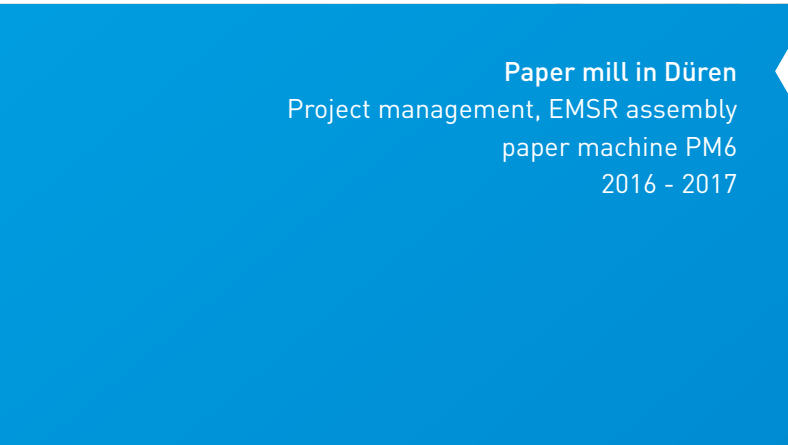 Paper mill in Düren
Project management, EMSR assembly
paper machine PM6
2016 - 2017